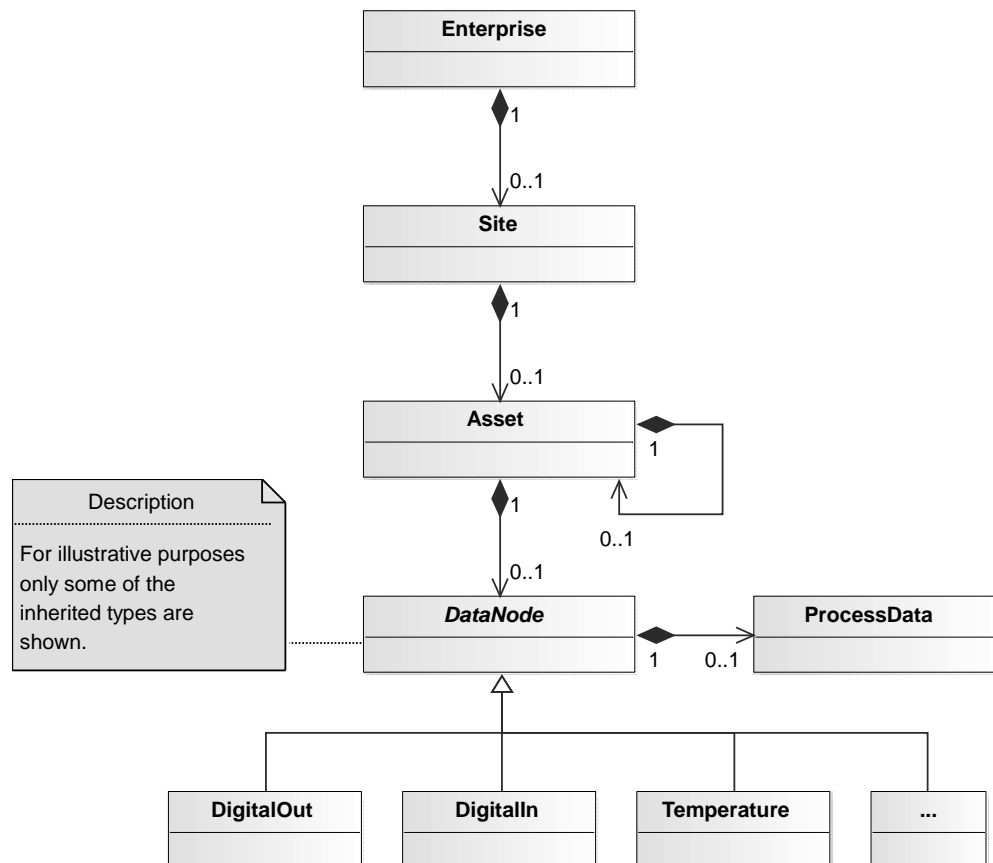 Enterprise
1
0..1
Site
1
0..1
Asset
1
0..1
1
0..1
Description
For illustrative purposes
only some of the
inherited types are
shown.
DataNode
1
0..1
ProcessData
DigitalOut
DigitalIn
Temperature
...